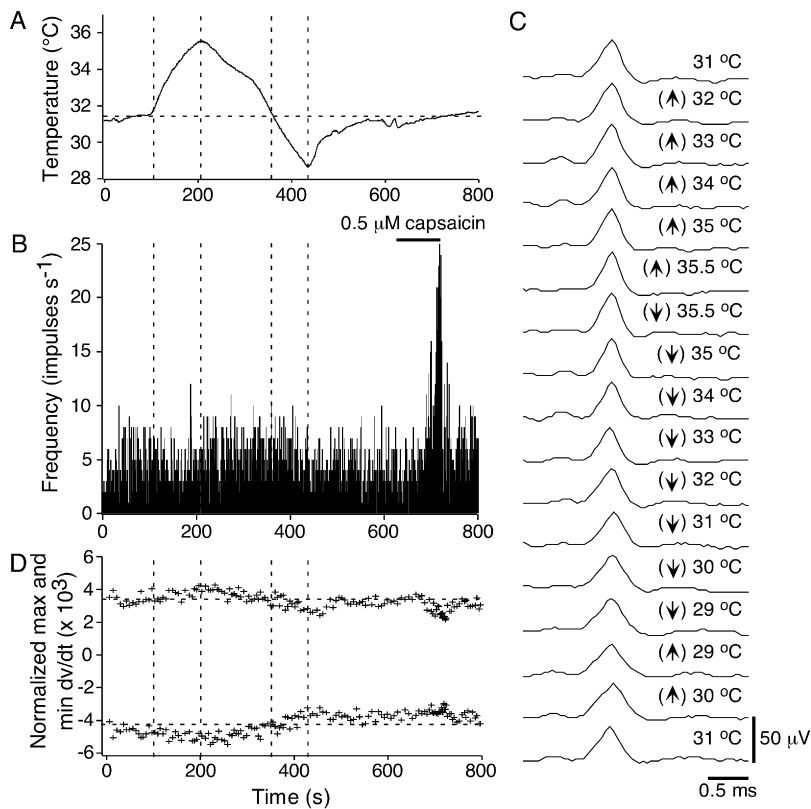 A
Temperature (°C)
36
34
32
30
28
0
200
400
600
800
0.5 μM capsaicin
B
Frequency (impulses s-1)
25
20
15
10
5
0
0
200
400
600
800
D
Normalized max and
min dv/dt (x 10³)
6
4
2
0
-2
-4
-6
0
200
400
600
800
Time (s)
C
31 °C
(↑) 32 °C
(↑) 33 °C
(↑) 34 °C
(↑) 35 °C
(↑) 35.5 °C
(↓) 35.5 °C
(↓) 35 °C
(↓) 34 °C
(↓) 33 °C
(↓) 32 °C
(↓) 31 °C
(↓) 30 °C
(↓) 29 °C
(↑) 29 °C
(↑) 30 °C
31 °C
50 μV
0.5 ms